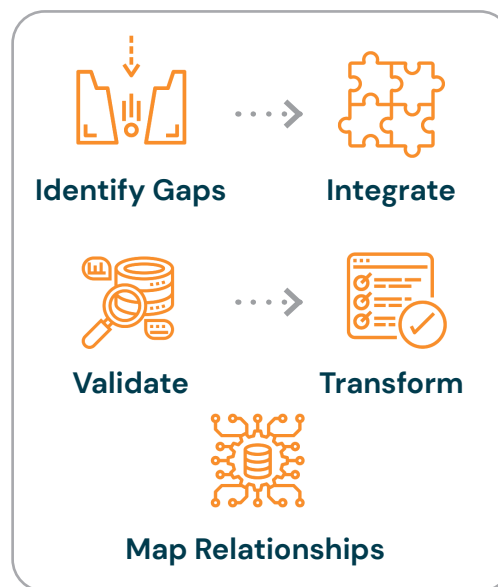 Identify Gaps
Integrate
Validate
Transform
Map Relationships